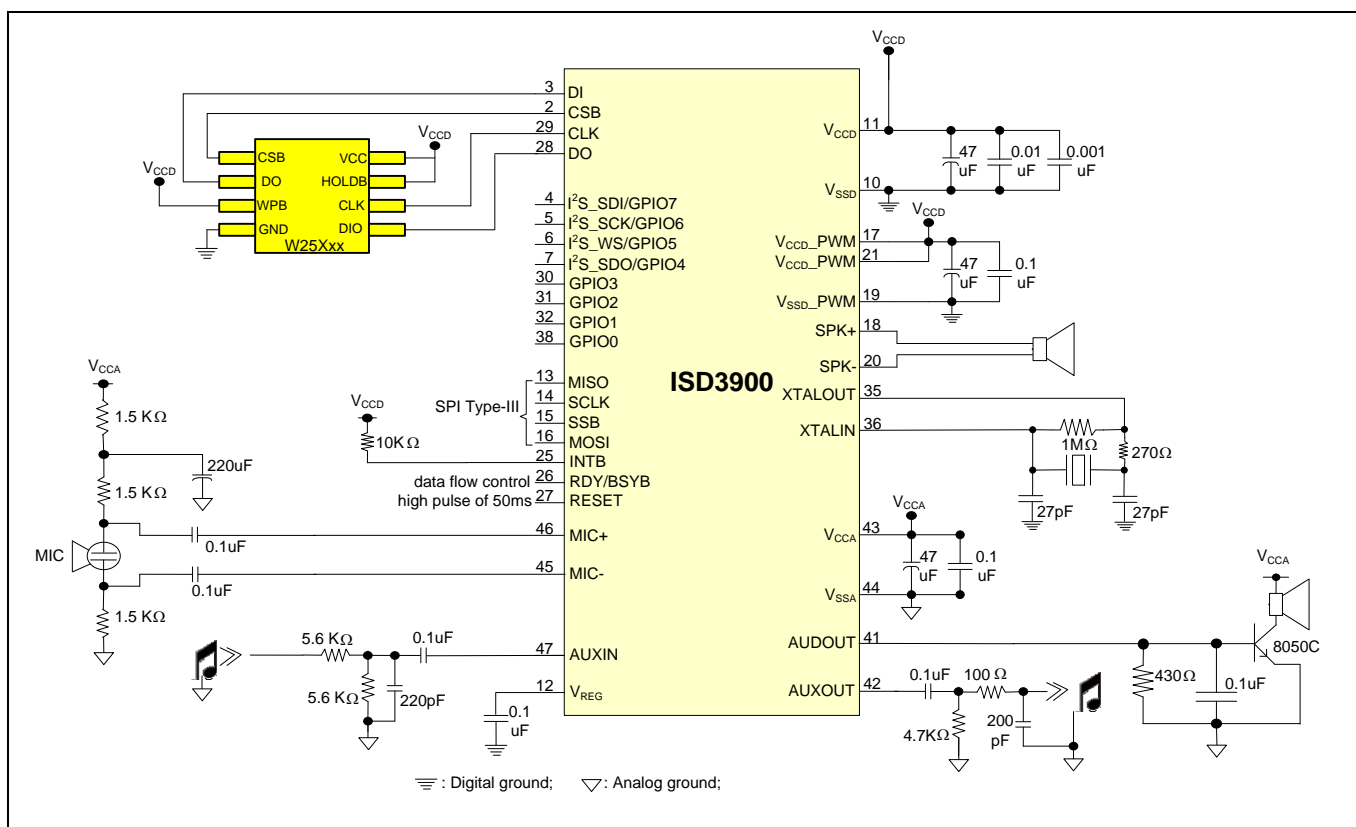 V_CCD
3 DI
2 CSB
29 CLK
28 DO
V_CCD
V_CCD
CSB VCC
DO HOLDB
WPB CLK
GND DIO
W25Xxx
4 I²S_SDI/GPIO7
5 I²S_SCK/GPIO6
6 I²S_WS/GPIO5
7 I²S_SDO/GPIO4
30 GPIO3
31 GPIO2
32 GPIO1
38 GPIO0
13 MISO
14 SCLK
15 SSB
16 MOSI
SPI Type-III
V_CCD
10KΩ
25 INTB
data flow control 26 RDY/BSYB
high pulse of 50ms 27 RESET
V_CCA
1.5 KΩ
220uF
1.5 KΩ
MIC
0.1uF
46 MIC+
0.1uF
45 MIC-
1.5 KΩ
5.6 KΩ
0.1uF
47 AUXIN
5.6 KΩ
220pF
12 V_REG
0.1
uF
ISD3900
V_CCD 11
47
uF
0.01
uF
0.001
uF
V_SSD 10
V_CCD
V_CCD_PWM 17
V_CCD_PWM 21
47
uF
0.1
uF
V_SSD_PWM 19
SPK+ 18
SPK- 20
XTALOUT 35
XTALIN 36
1MΩ
270Ω
27pF
27pF
V_CCA
V_CCA 43
47
uF
0.1
uF
V_SSA 44
AUDOUT 41
V_CCA
8050C
430Ω
0.1uF
AUXOUT 42
0.1uF
100 Ω
4.7KΩ
200
pF
: Digital ground; : Analog ground;